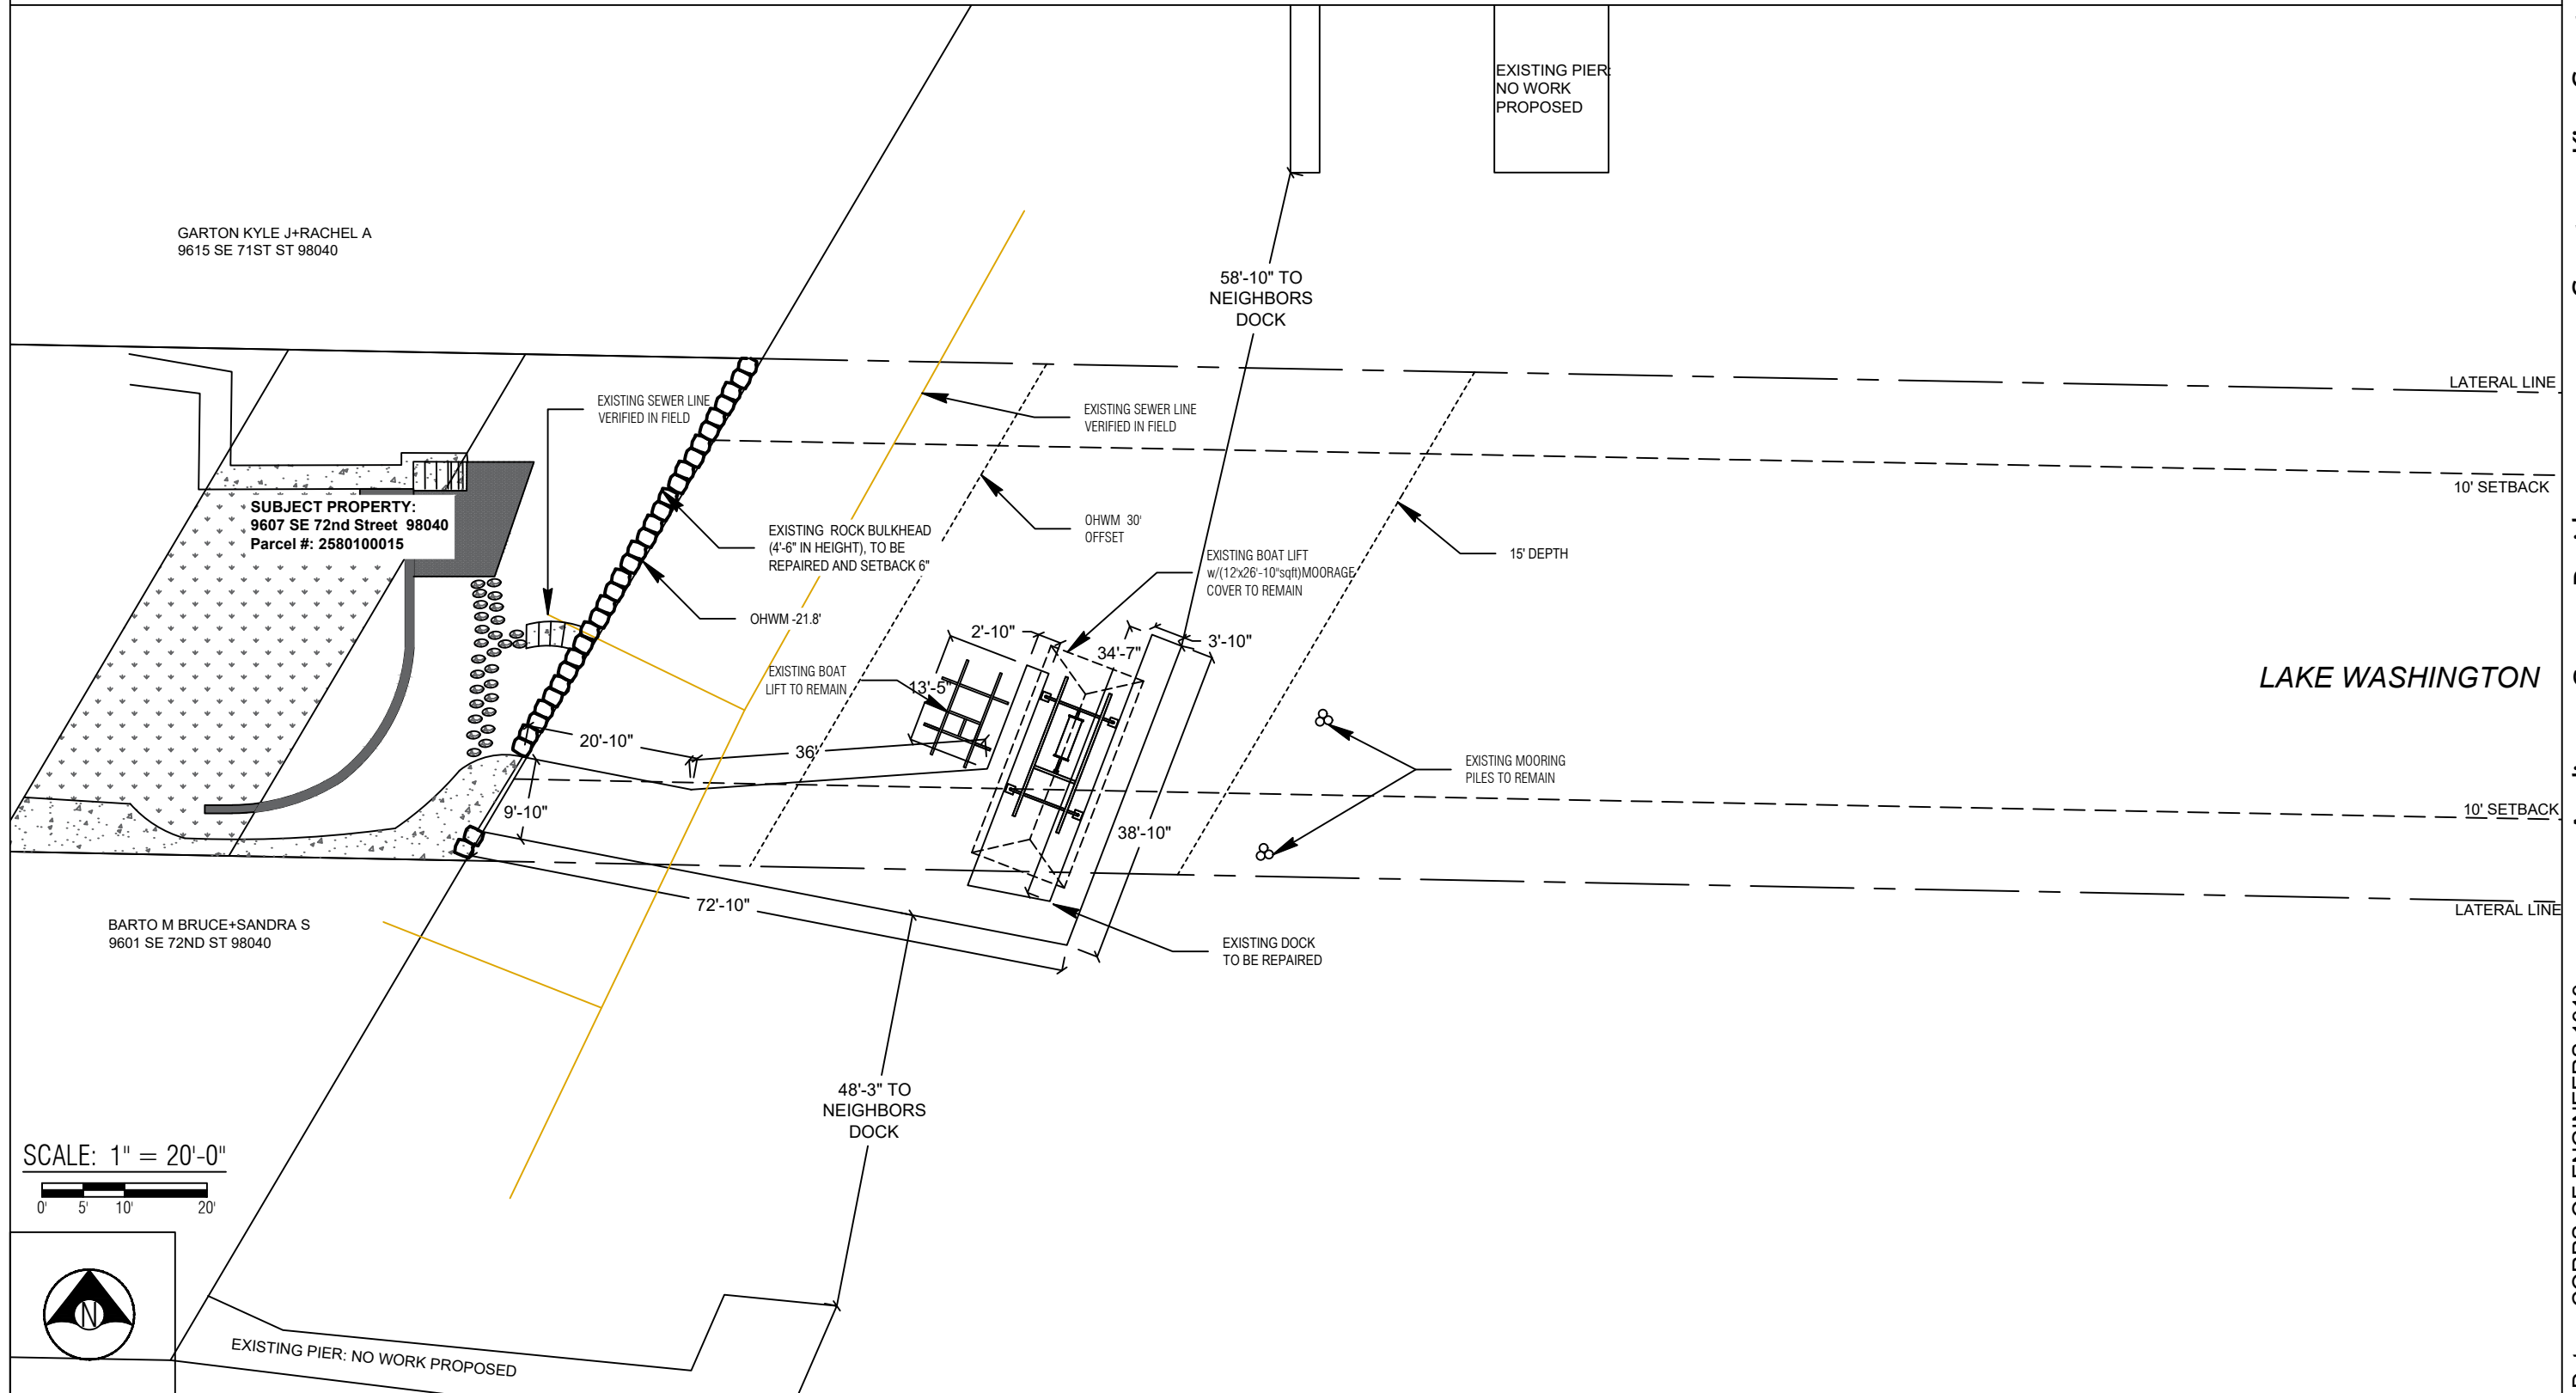 EXISTING PIER:
NO WORK
PROPOSED
GARTON KYLE J+RACHEL A
9615 SE 71ST ST 98040
58'-10" TO
NEIGHBORS
DOCK
LATERAL LINE
EXISTING SEWER LINE
VERIFIED IN FIELD
EXISTING SEWER LINE
VERIFIED IN FIELD
10' SETBACK
SUBJECT PROPERTY:
9607 SE 72nd Street 98040
Parcel #: 2580100015
EXISTING ROCK BULKHEAD
(4'-6" IN HEIGHT), TO BE
REPAIRED AND SETBACK 6"
OHWM 30'
OFFSET
15' DEPTH
EXISTING BOAT LIFT
w/(12'x26'-10"sqft)MOORAGE
COVER TO REMAIN
OHWM -21.8'
2'-10"
34'-7"
3'-10"
EXISTING BOAT
LIFT TO REMAIN
13'-5"
LAKE WASHINGTON
20'-10"
36'
EXISTING MOORING
PILES TO REMAIN
9'-10"
38'-10"
10' SETBACK
72'-10"
LATERAL LINE
BARTO M BRUCE+SANDRA S
9601 SE 72ND ST 98040
EXISTING DOCK
TO BE REPAIRED
48'-3" TO
NEIGHBORS
DOCK
SCALE: 1" = 20'-0"
0' 5' 10' 20'
N
EXISTING PIER: NO WORK PROPOSED